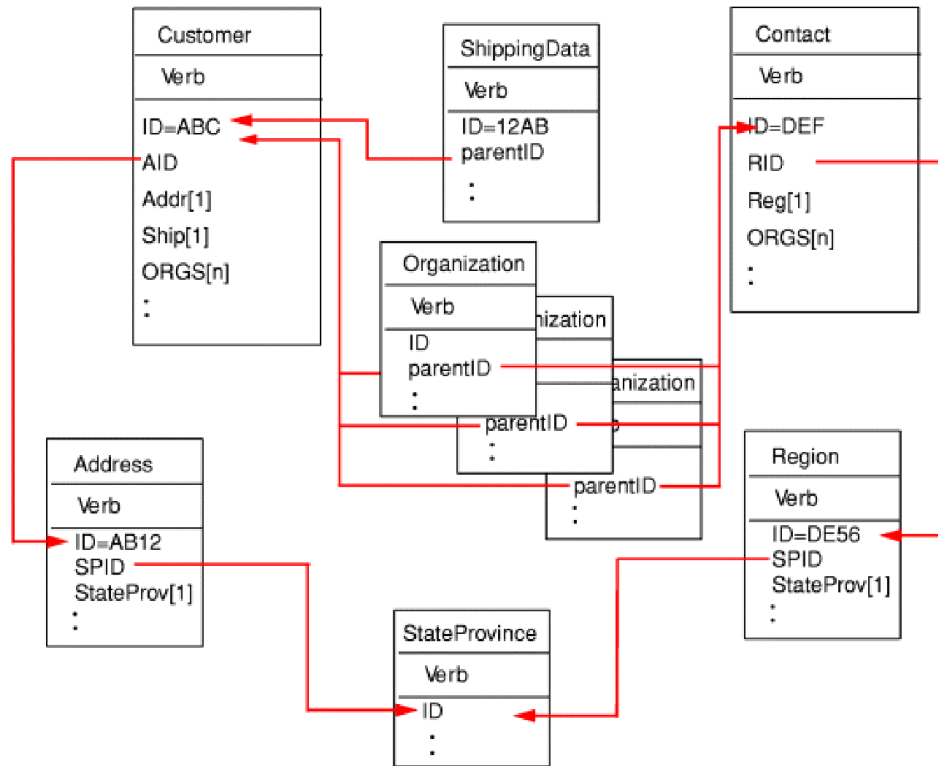 Customer
Verb
ID=ABC
AID
Addr[1]
Ship[1]
ORGS[n]
ShippingData
Verb
ID=12AB
parentID
Contact
Verb
ID=DEF
RID
Reg[1]
ORGS[n]
Organization
Verb
ID
parentID
nization
parentID
anization
parentID
Address
Verb
ID=AB12
SPID
StateProv[1]
StateProvince
Verb
ID
Region
Verb
ID=DE56
SPID
StateProv[1]